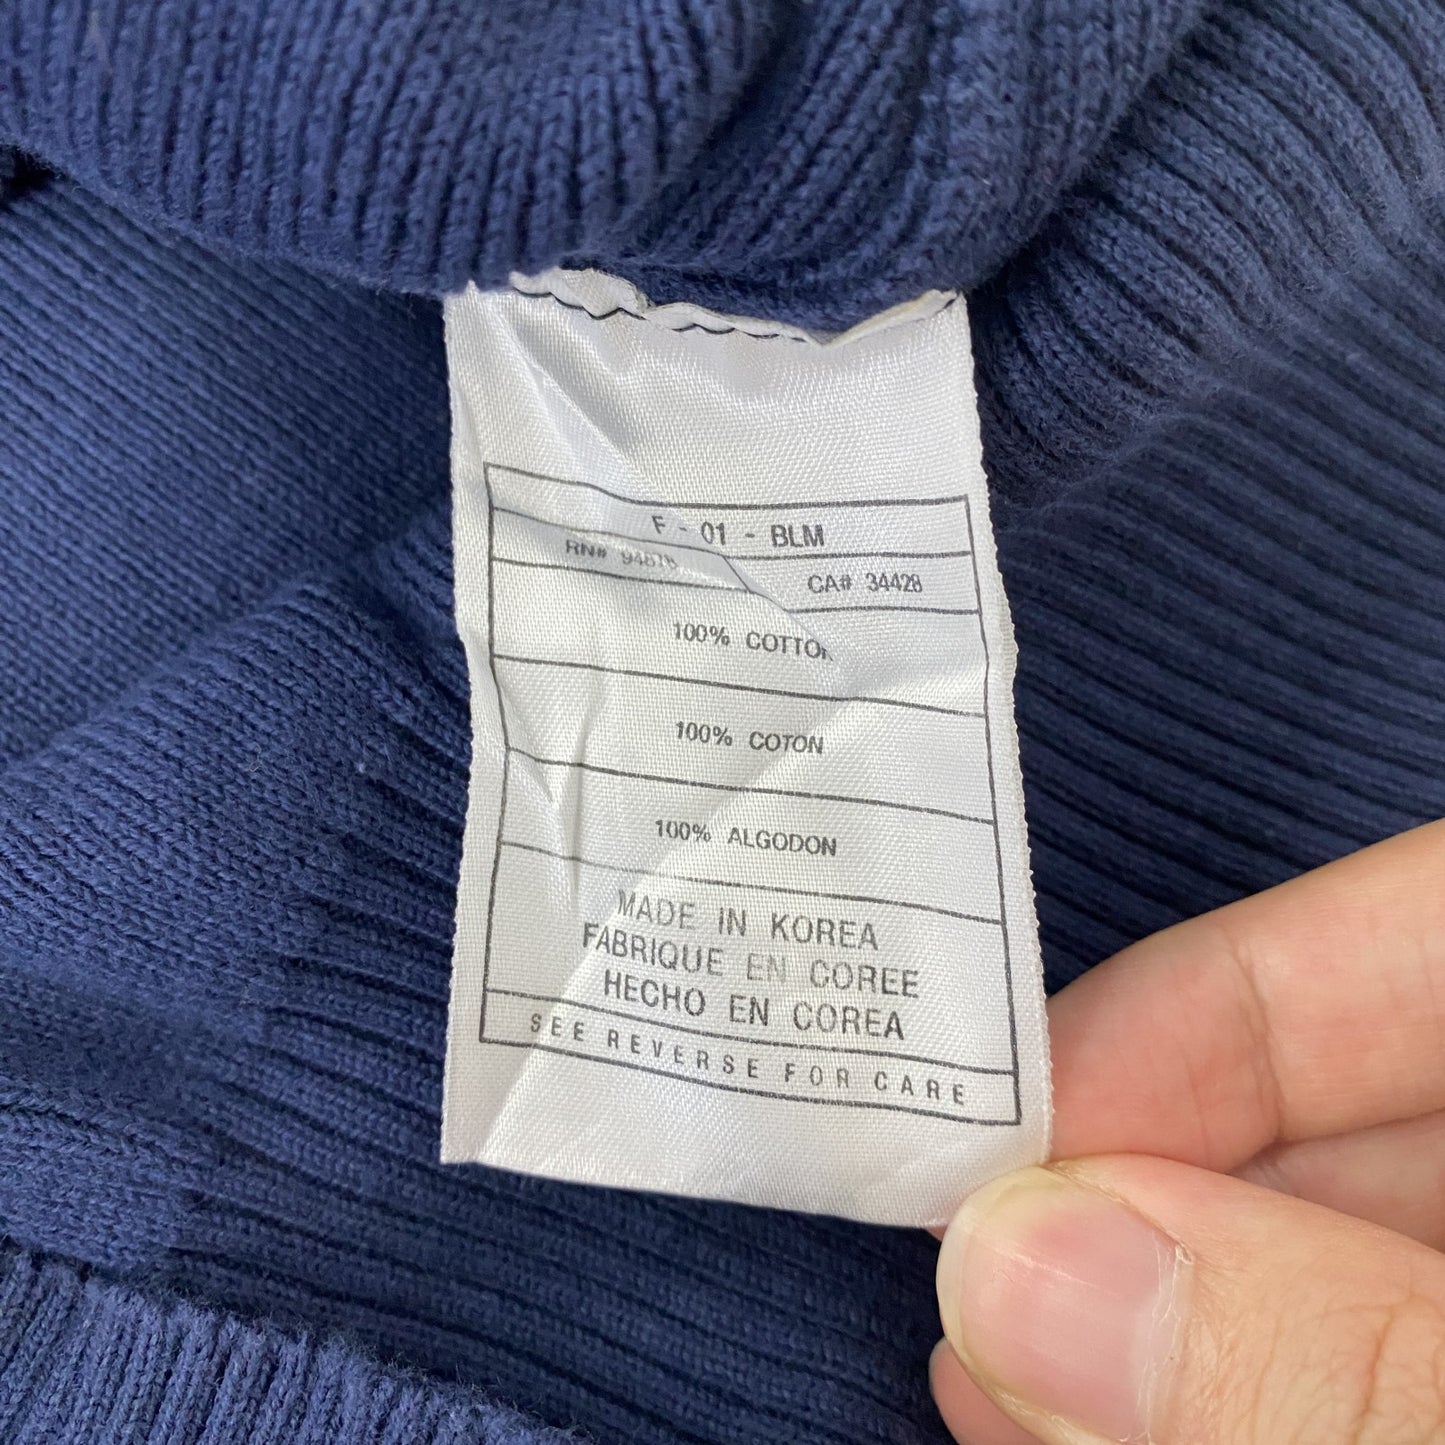 F - 01 - BLM
RN# CA# 34428
100% COTTON
100% COTON
100% ALGODON
MADE IN KOREA
FABRIQUE EN COREE
HECHO EN COREA
SEE REVERSE FOR CARE